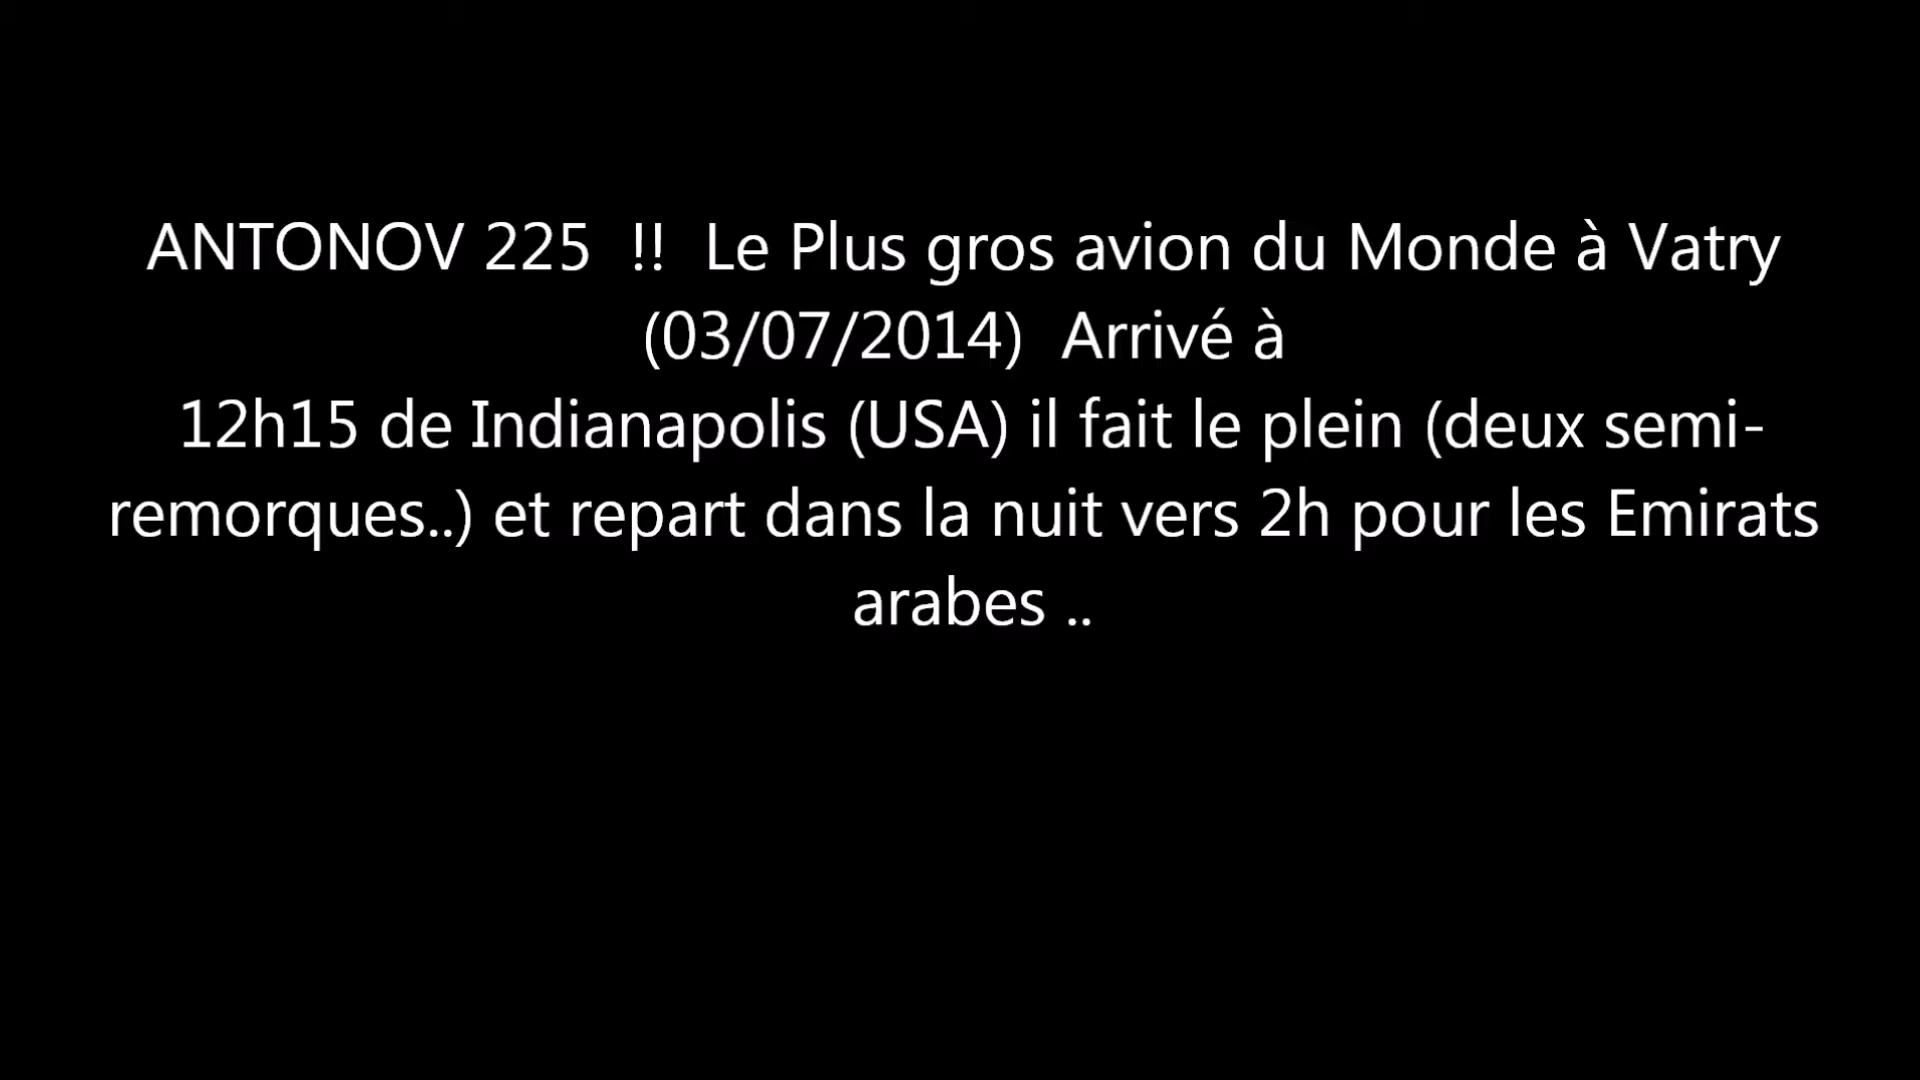 ANTONOV 225  !!  Le Plus gros avion du Monde à Vatry
(03/07/2014)  Arrivé à
12h15 de Indianapolis (USA) il fait le plein (deux semi-
remorques..) et repart dans la nuit vers 2h pour les Emirats
arabes ..